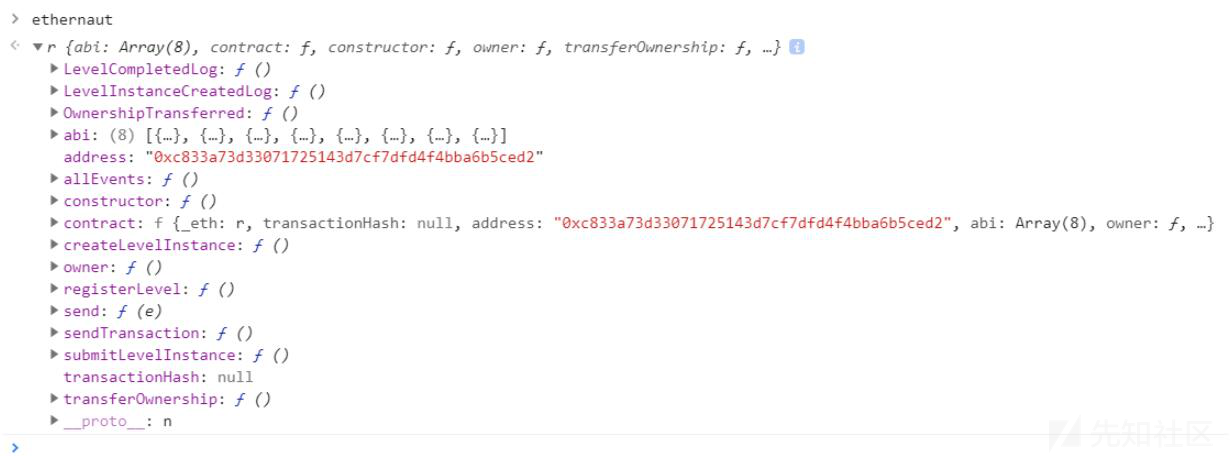 > ethernaut
<· ▼r {abi: Array(8), contract: ƒ, constructor: ƒ, owner: ƒ, transferOwnership: ƒ, …} i
▶LevelCompletedLog: ƒ ()
▶LevelInstanceCreatedLog: ƒ ()
▶OwnershipTransferred: ƒ ()
▶abi: (8) [{…}, {…}, {…}, {…}, {…}, {…}, {…}, {…}]
address: "0xc833a73d33071725143d7cf7dfd4f4bba6b5ced2"
▶allEvents: ƒ ()
▶constructor: ƒ ()
▶contract: f {_eth: r, transactionHash: null, address: "0xc833a73d33071725143d7cf7dfd4f4bba6b5ced2", abi: Array(8), owner: ƒ, …}
▶createLevelInstance: ƒ ()
▶owner: ƒ ()
▶registerLevel: ƒ ()
▶send: ƒ (e)
▶sendTransaction: ƒ ()
▶submitLevelInstance: ƒ ()
transactionHash: null
▶transferOwnership: ƒ ()
▶__proto__: n
>
先知社区